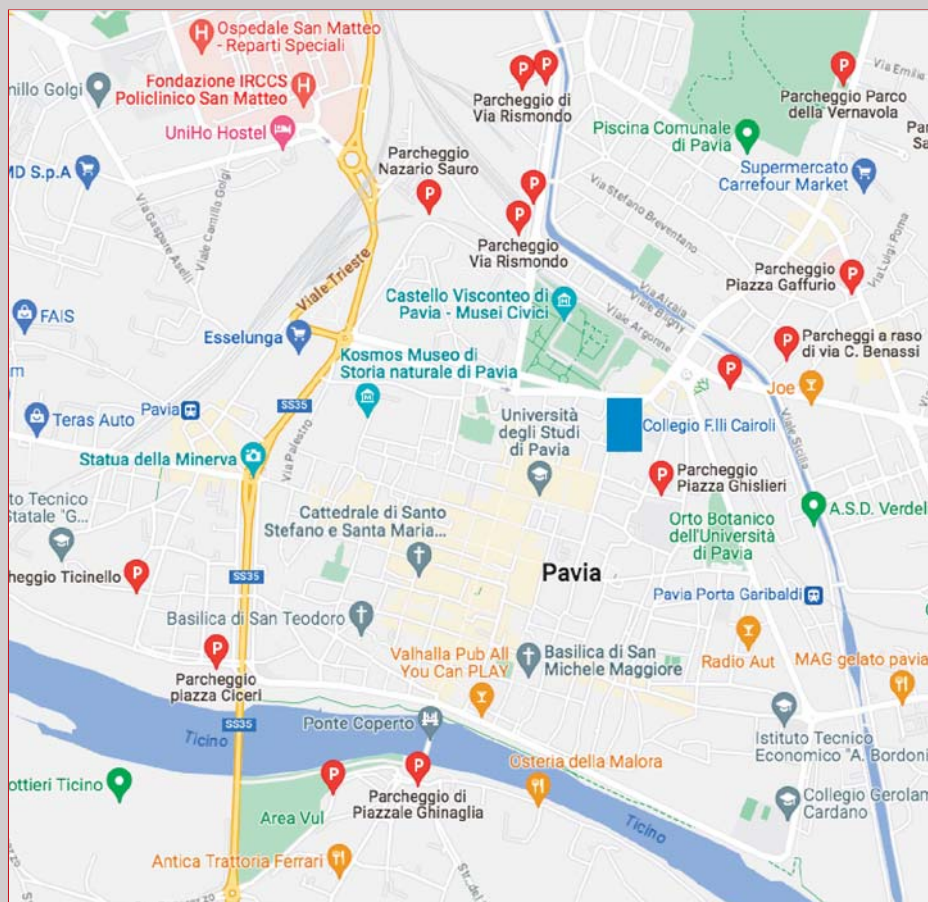 Ospedale San Matteo
- Reparti Speciali
Fondazione IRCCS
Policlinico San Matteo
nillo Golgi
UniHo Hostel
MD S.p.A
Via Gaspare Aselli
Viale Camillo Golgi
P
P
Parcheggio di
Via Rismondo
P
Parcheggio Parco
della Vernavola
Via Emilia
Par
Sa
Piscina Comunale
di Pavia
Supermercato
Carrefour Market
Parcheggio
Nazario Sauro
P
P
P
Parcheggio
Via Rismondo
Via Stefano Breventano
Via Luigi Porta
Parcheggio
Piazza Gaffurio
P
Viale Trieste
FAIS
Esselunga
Castello Visconteo di
Pavia - Musei Civici
Via Alzaia
Viale Bligny
Viale Argonne
Parcheggi a raso
di via C. Benassi
P
P
Joe
Kosmos Museo di
Storia naturale di Pavia
am
Teras Auto
Pavia
SS35
Via Palestro
Statua della Minerva
Università
degli Studi
di Pavia
Collegio F.lli Cairoli
Viale Sicilia
P
Parcheggio
Piazza Ghislieri
to Tecnico
Statale "G...
Cattedrale di Santo
Stefano e Santa Maria...
Orto Botanico
dell'Università
di Pavia
A.S.D. Verdel
cheggio Ticinello
P
SS35
Pavia
Pavia Porta Garibaldi
Basilica di San Teodoro
P
Parcheggio
piazza Ciceri
Valhalla Pub All
You Can PLAY
Basilica di San
Michele Maggiore
Radio Aut
MAG gelato pavia
SS35
Ticino
Ponte Coperto
Istituto Tecnico
Economico "A. Bordoni
ottieri Ticino
P
P
Area Vul
Parcheggio di
Piazzale Ghinaglia
Osteria della Malora
Ticino
Collegio Gerolam
Cardano
Antica Trattoria Ferrari